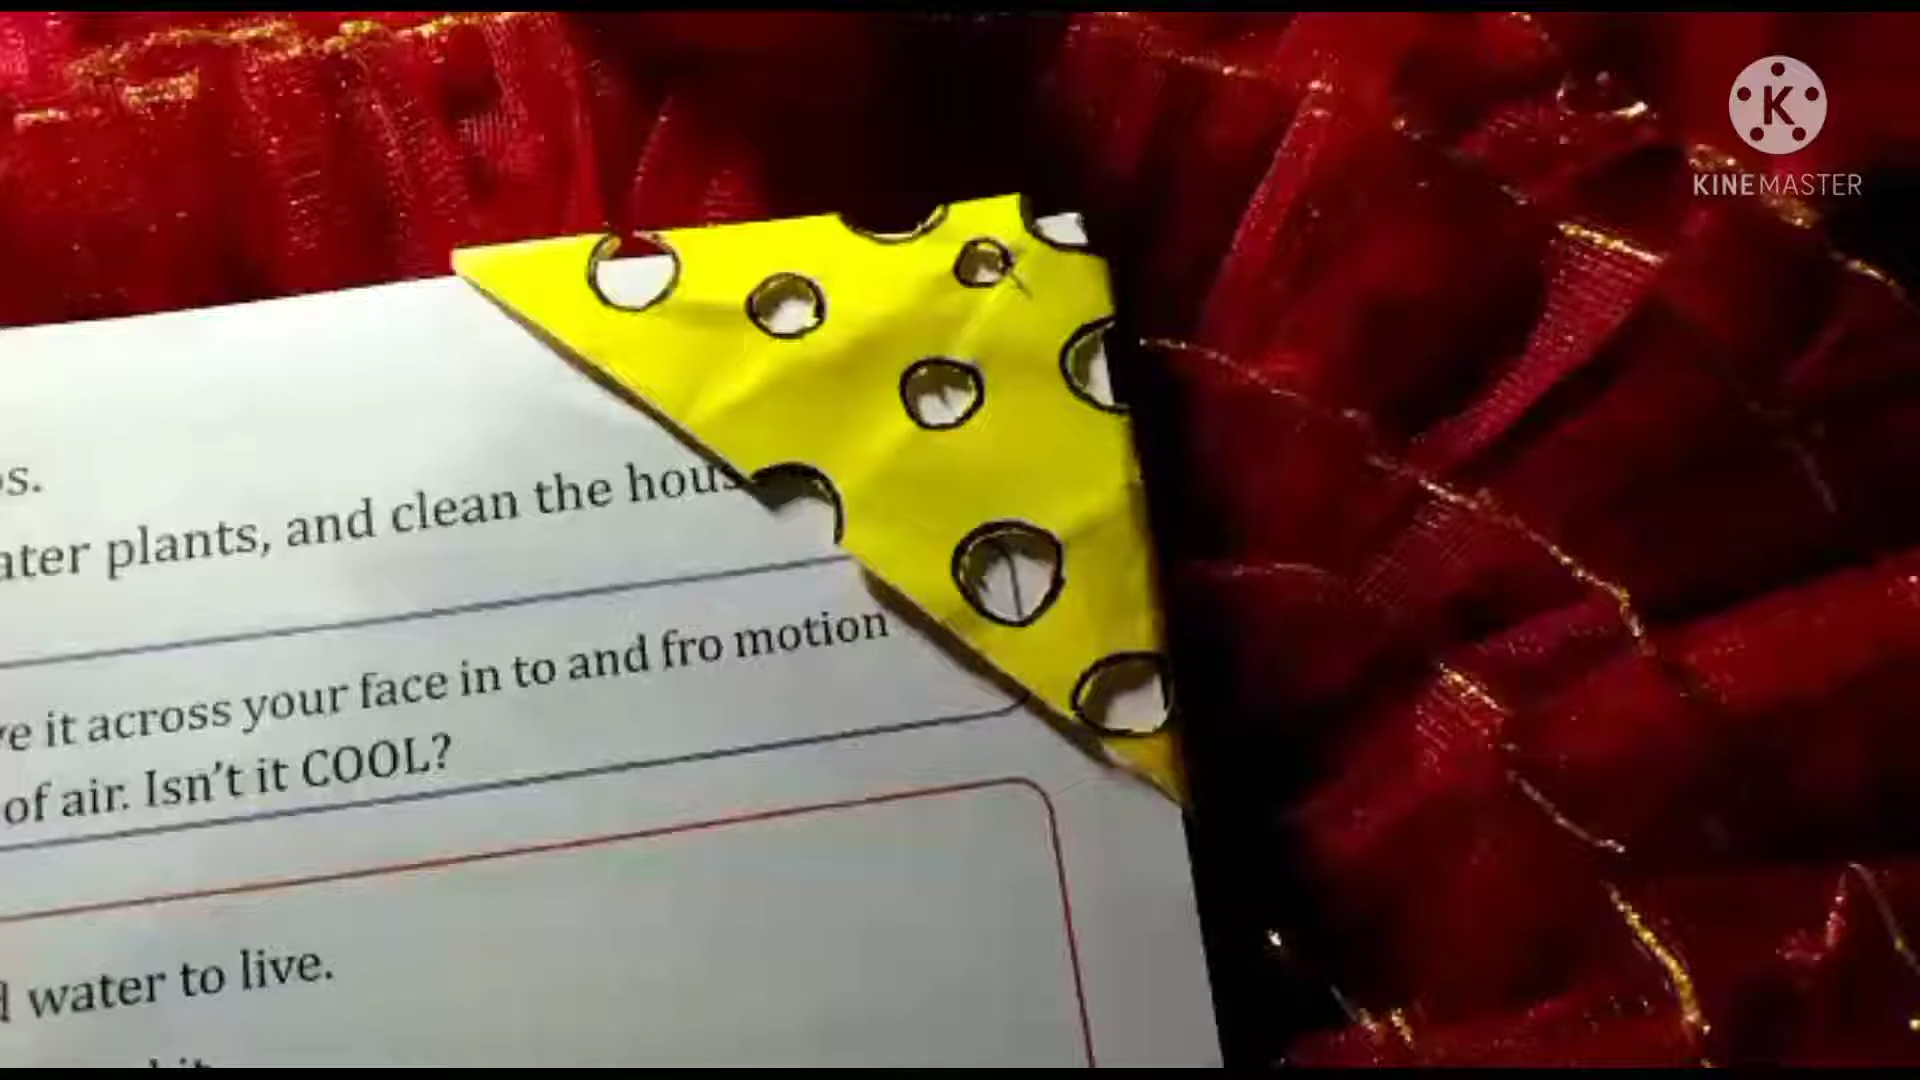 K
KINEMASTER
plants, and clean the hous
it across your face in to and fro motion
of air. Isn't it COOL?
water to live.